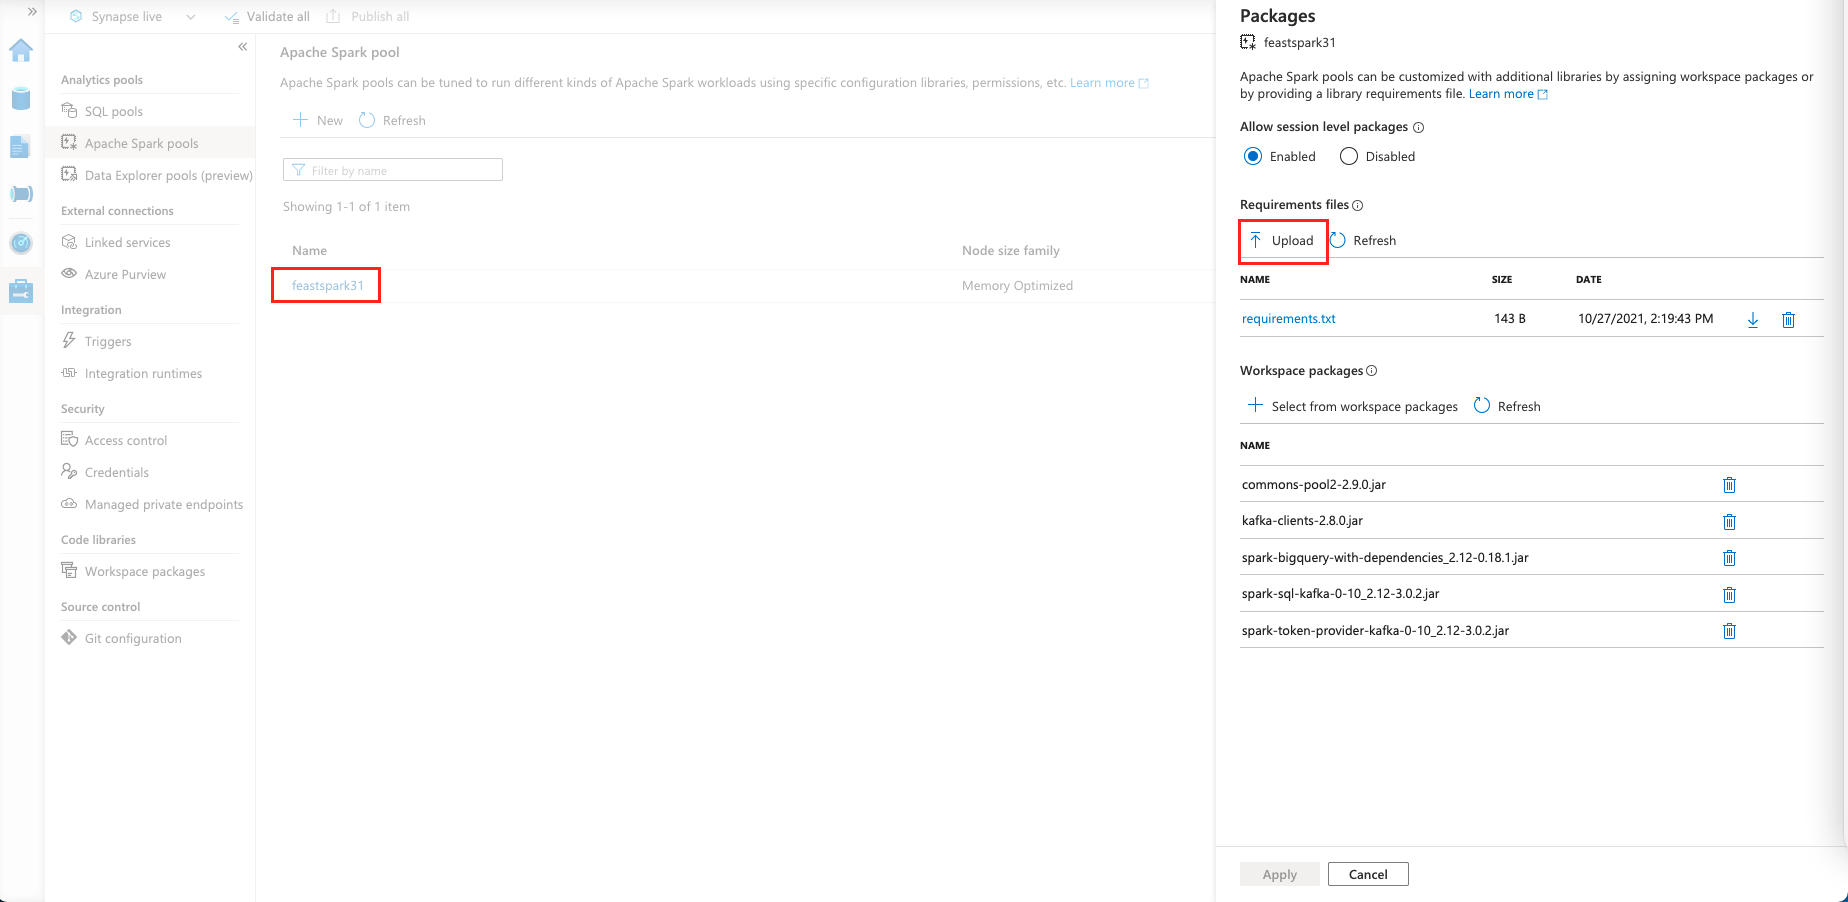 Synapse live
Validate all
Publish all
Analytics pools
SQL pools
Apache Spark pools
Data Explorer pools (preview)
External connections
Linked services
Azure Purview
Integration
Triggers
Integration runtimes
Security
Access control
Credentials
Managed private endpoints
Code libraries
Workspace packages
Source control
Git configuration
Apache Spark pool
Apache Spark pools can be tuned to run different kinds of Apache Spark workloads using specific configuration libraries, permissions, etc. Learn more
New
Refresh
Filter by name
Showing 1-1 of 1 item
Name
Node size family
feastspark31
Memory Optimized
Packages
feastspark31
Apache Spark pools can be customized with additional libraries by assigning workspace packages or
by providing a library requirements file. Learn more
Allow session level packages
Enabled
Disabled
Requirements files
Upload
Refresh
NAME
SIZE
DATE
requirements.txt
143 B
10/27/2021, 2:19:43 PM
Workspace packages
Select from workspace packages
Refresh
NAME
commons-pool2-2.9.0.jar
kafka-clients-2.8.0.jar
spark-bigquery-with-dependencies_2.12-0.18.1.jar
spark-sql-kafka-0-10_2.12-3.0.2.jar
spark-token-provider-kafka-0-10_2.12-3.0.2.jar
Apply
Cancel